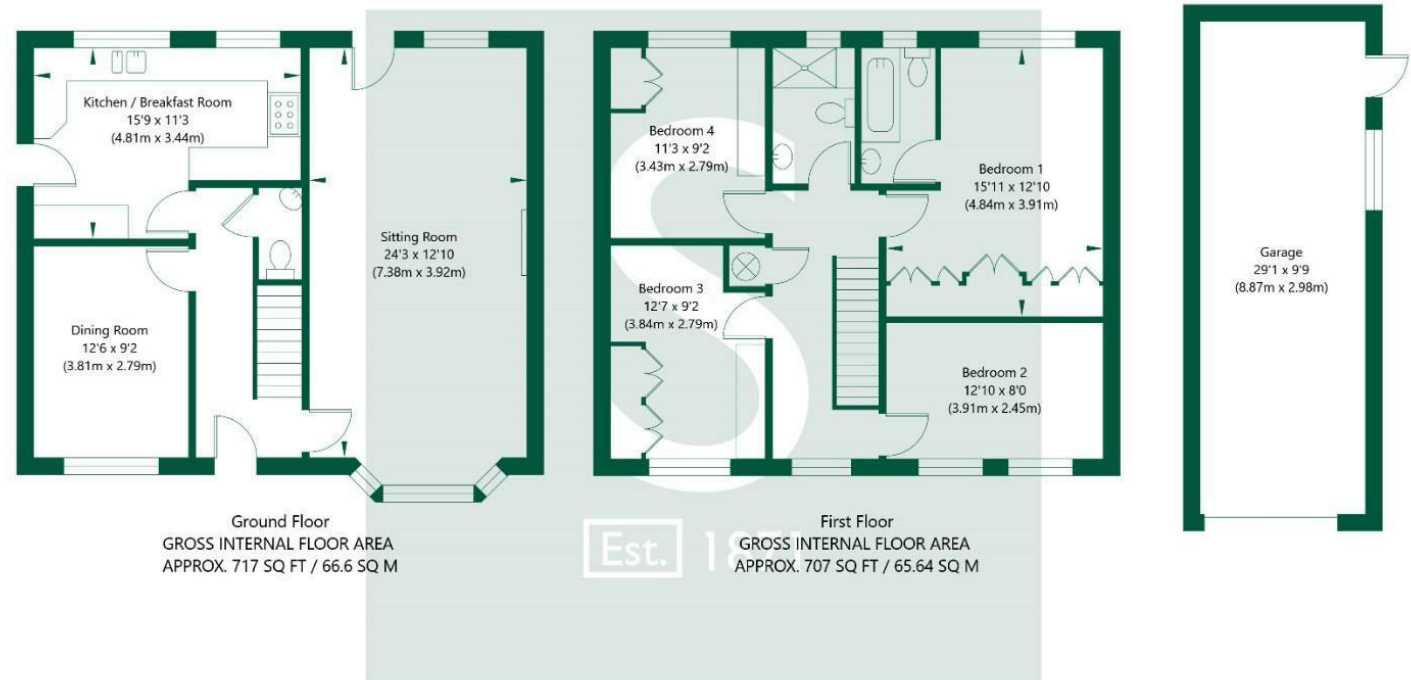 Kitchen / Breakfast Room
15'9 x 11'3
(4.81m x 3.44m)
Dining Room
12'6 x 9'2
(3.81m x 2.79m)
Sitting Room
24'3 x 12'10
(7.38m x 3.92m)
Ground Floor
GROSS INTERNAL FLOOR AREA
APPROX. 717 SQ FT / 66.6 SQ M
Bedroom 4
11'3 x 9'2
(3.43m x 2.79m)
Bedroom 3
12'7 x 9'2
(3.84m x 2.79m)
Bedroom 1
15'11 x 12'10
(4.84m x 3.91m)
Bedroom 2
12'10 x 8'0
(3.91m x 2.45m)
First Floor
GROSS INTERNAL FLOOR AREA
APPROX. 707 SQ FT / 65.64 SQ M
Garage
29'1 x 9'9
(8.87m x 2.98m)
S
Est. 1871